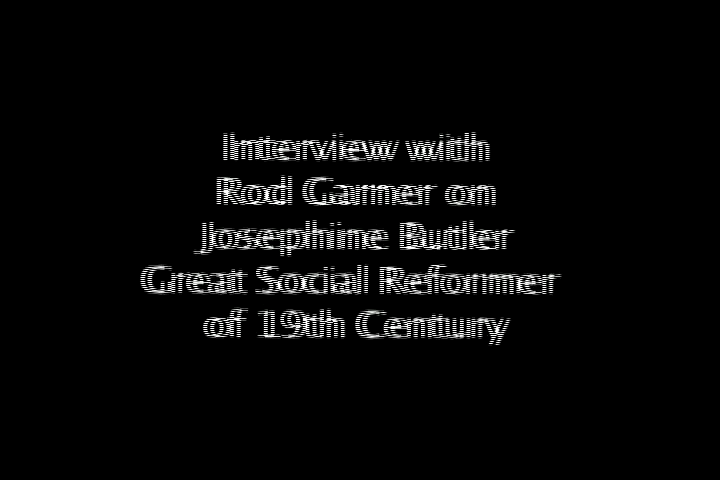 Interview with
Rod Garner on
Josephine Butler
Great Social Reformer
of 19th Century